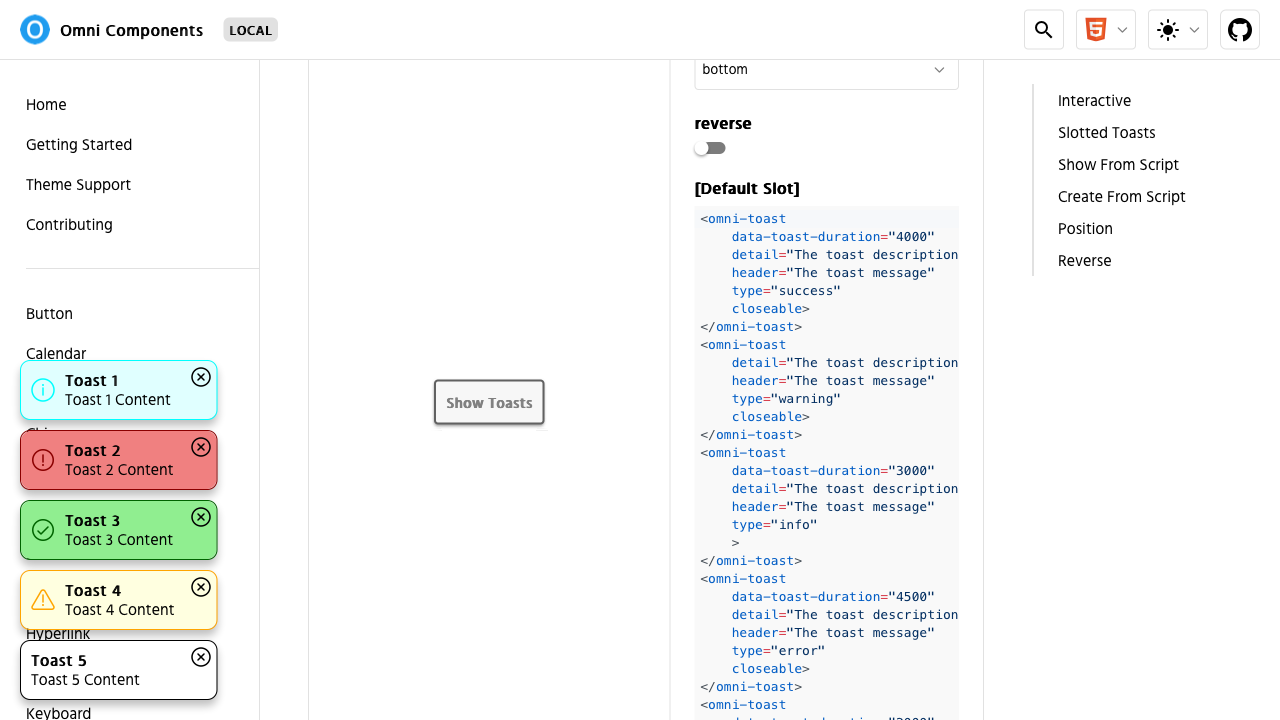 Omni Components
LOCAL
Home
Getting Started
Theme Support
Contributing
Button
Calendar
Toast 1
Toast 1 Content
Toast 2
Toast 2 Content
Toast 3
Toast 3 Content
Toast 4
Toast 4 Content
Hyperlink
Toast 5
Toast 5 Content
Keyboard
Show Toasts
bottom
reverse
[Default Slot]
<omni-toast
data-toast-duration="4000"
detail="The toast description
header="The toast message"
type="success"
closeable>
</omni-toast>
<omni-toast
detail="The toast description
header="The toast message"
type="warning"
closeable>
</omni-toast>
<omni-toast
data-toast-duration="3000"
detail="The toast description
header="The toast message"
type="info"
>
</omni-toast>
<omni-toast
data-toast-duration="4500"
detail="The toast description
header="The toast message"
type="error"
closeable>
</omni-toast>
<omni-toast
Interactive
Slotted Toasts
Show From Script
Create From Script
Position
Reverse